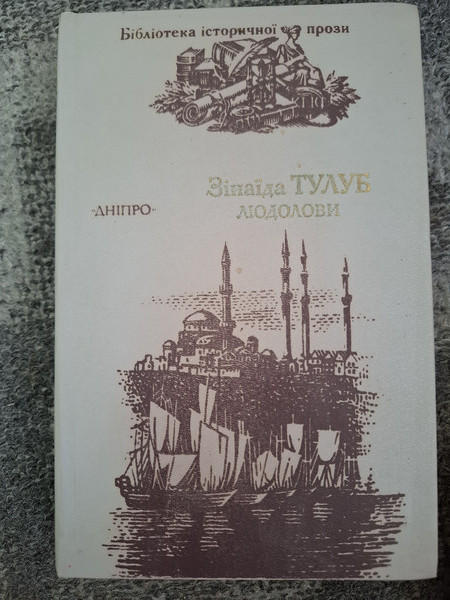 Бібліотека історичної прози
Зінаїда ТУЛУБ
ЛЮДОЛОВИ
"ДНІПРО"